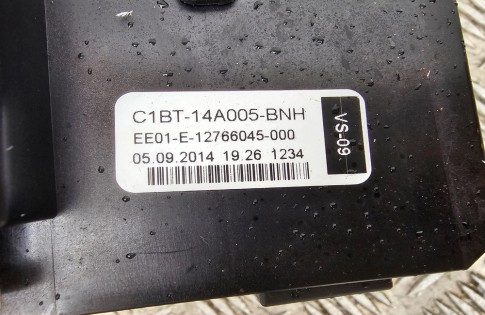 C1BT-14A005-BNH
EE01-E-12766045-000
05.09.2014 19.26 1234
VS-09